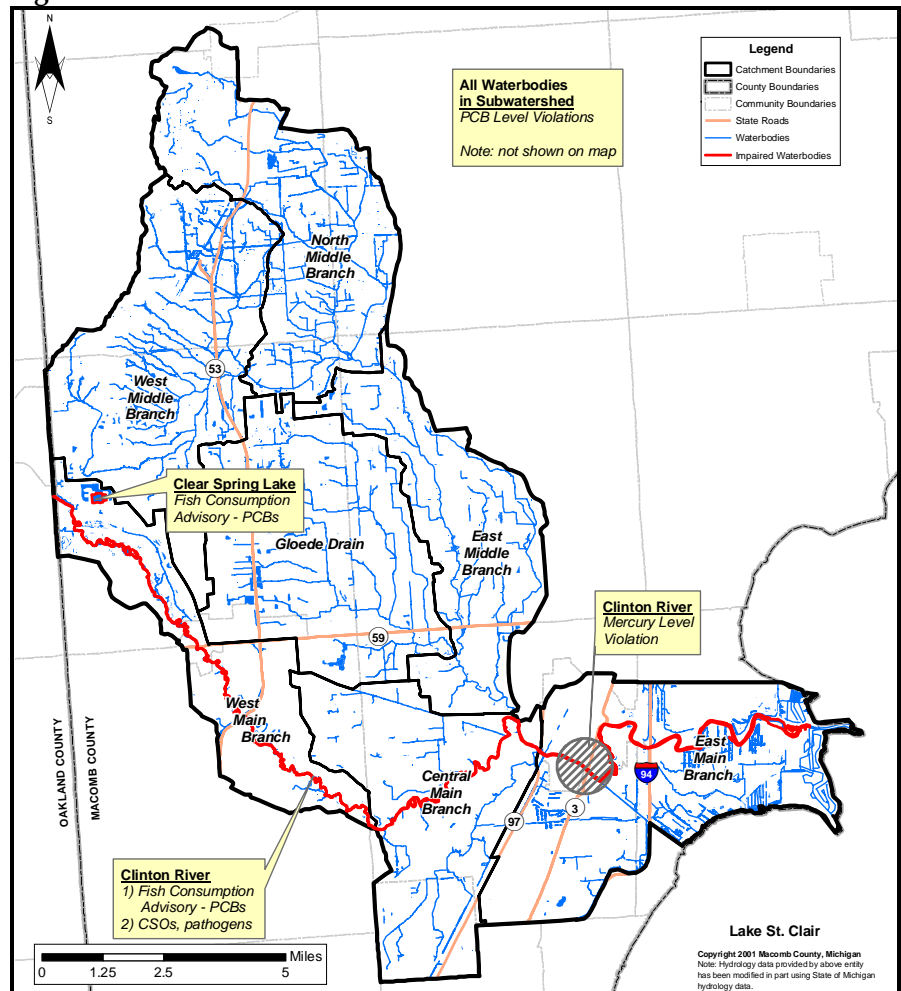 N
S
All Waterbodies
in Subwatershed
PCB Level Violations
Note: not shown on map
Legend
Catchment Boundaries
County Boundaries
Community Boundaries
State Roads
Waterbodies
Impaired Waterbodies
North
Middle
Branch
53
West
Middle
Branch
Clear Spring Lake
Fish Consumption
Advisory - PCBs
Gloede Drain
East
Middle
Branch
Clinton River
Mercury Level
Violation
59
OAKLAND COUNTY
MACOMB COUNTY
West
Main
Branch
East
Main
Branch
94
Central
Main
Branch
97
3
Clinton River
1) Fish Consumption
Advisory - PCBs
2) CSOs, pathogens
Lake St. Clair
Miles
0 1.25 2.5 5
Copyright 2001 Macomb County, Michigan
Note: Hydrology data provided by above entity
has been modified in part using State of Michigan
hydrology data.